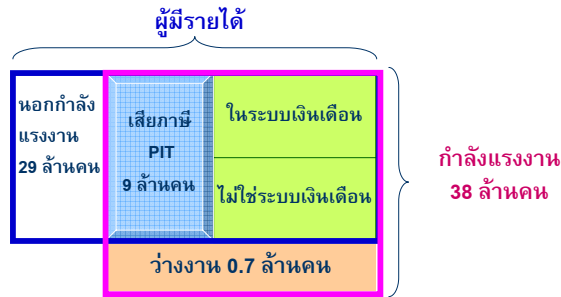 ผู้มีรายได้
นอกกำลัง
แรงงาน
29 ล้านคน
เสียภาษี
PIT
9 ล้านคน
ในระบบเงินเดือน
ไม่ใช่ระบบเงินเดือน
ว่างงาน 0.7 ล้านคน
กำลังแรงงาน
38 ล้านคน